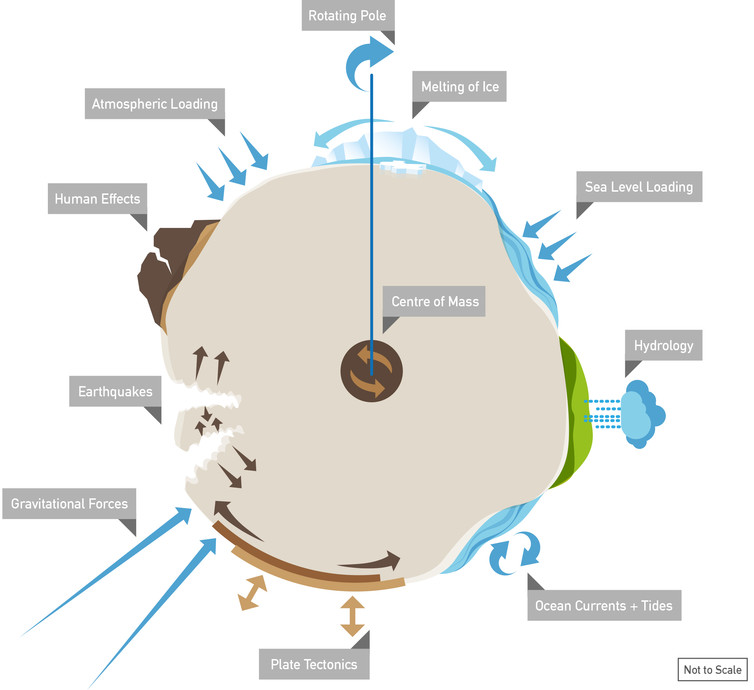 Rotating Pole
Melting of Ice
Atmospheric Loading
Sea Level Loading
Human Effects
Centre of Mass
Hydrology
Earthquakes
Gravitational Forces
Ocean Currents + Tides
Plate Tectonics
Not to Scale